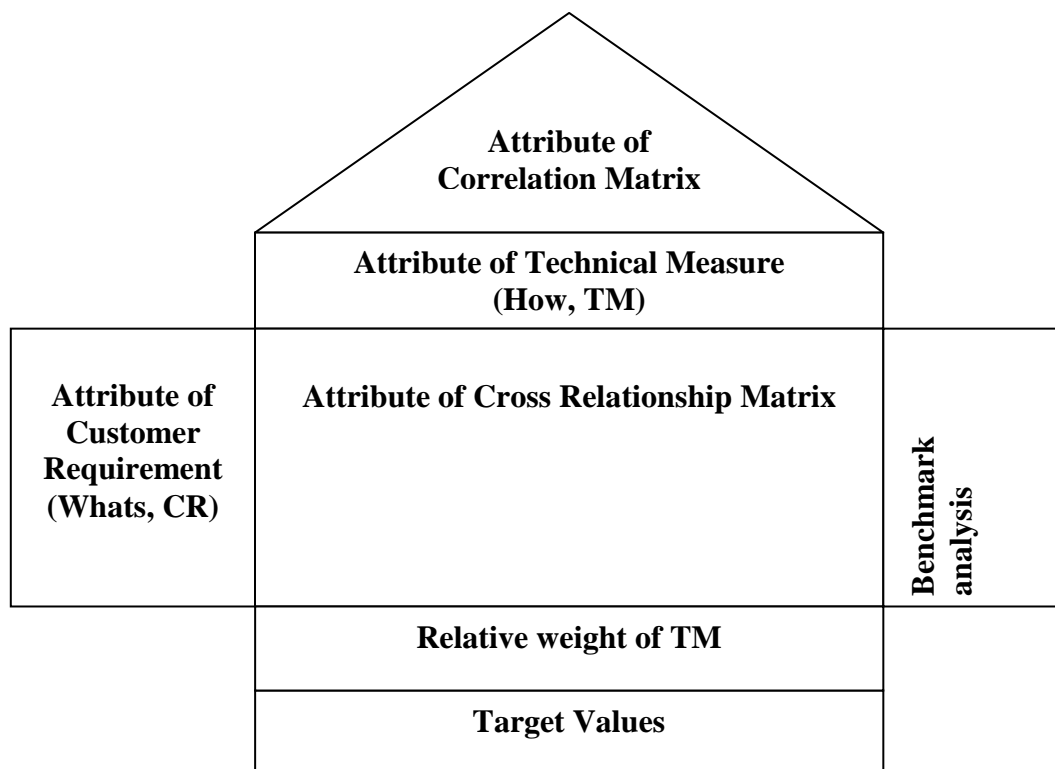 Attribute of
Correlation Matrix
Attribute of Technical Measure
(How, TM)
Attribute of
Customer
Requirement
(Whats, CR)
Attribute of Cross Relationship Matrix
Benchmark
analysis
Relative weight of TM
Target Values